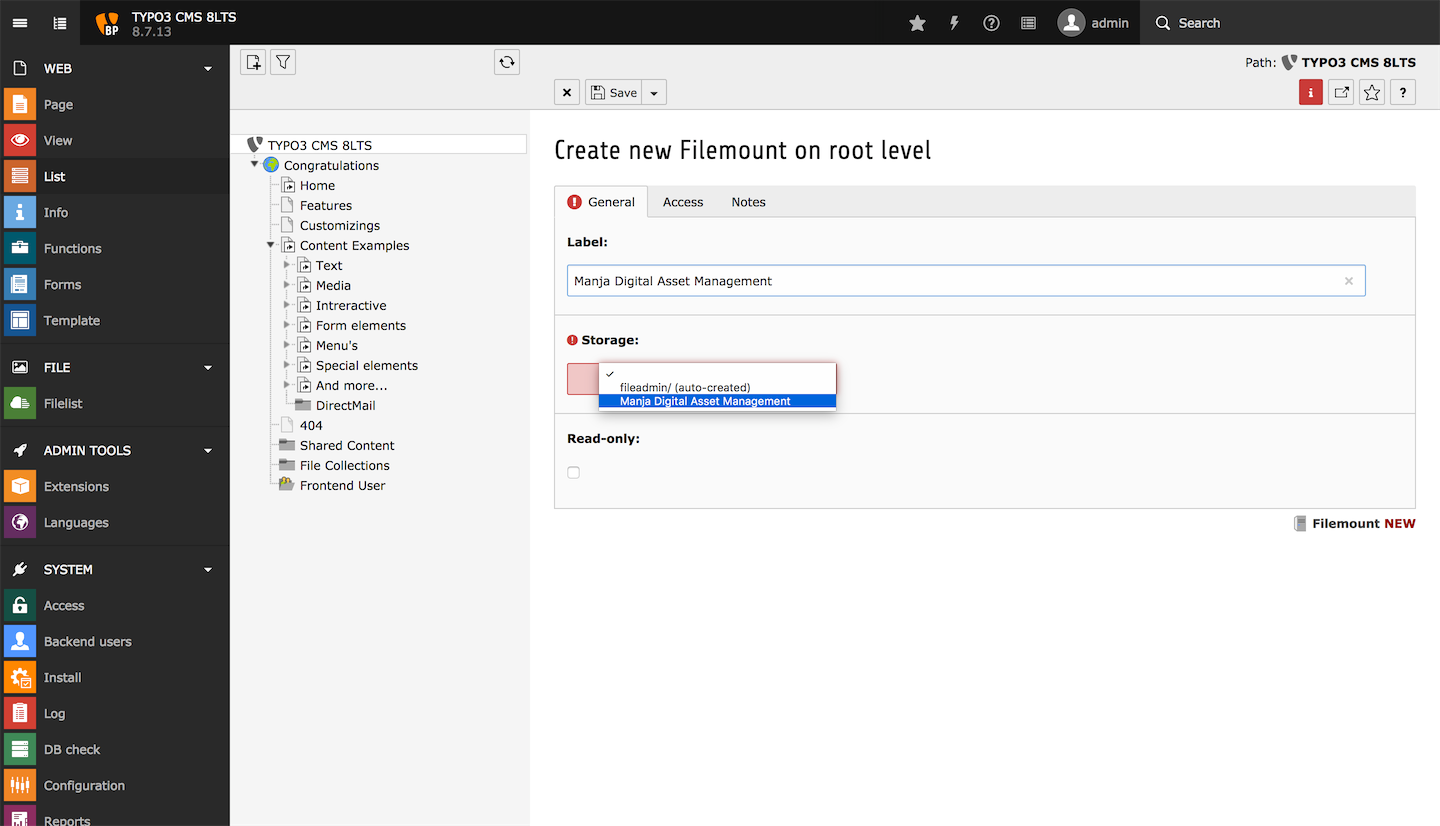 TYPO3 CMS 8LTS
8.7.13
BP
admin
Search
WEB
Page
View
List
Info
Functions
Forms
Template
FILE
Filelist
ADMIN TOOLS
Extensions
Languages
SYSTEM
Access
Backend users
Install
Log
DB check
Configuration
Reports
TYPO3 CMS 8LTS
Congratulations
Home
Features
Customizings
Content Examples
Text
Media
Intreractive
Form elements
Menu's
Special elements
And more...
DirectMail
404
Shared Content
File Collections
Frontend User
Path: TYPO3 CMS 8LTS
Save
Create new Filemount on root level
General Access Notes
Label:
Manja Digital Asset Management
Storage:
fileadmin/ (auto-created)
Manja Digital Asset Management
Read-only:
Filemount NEW